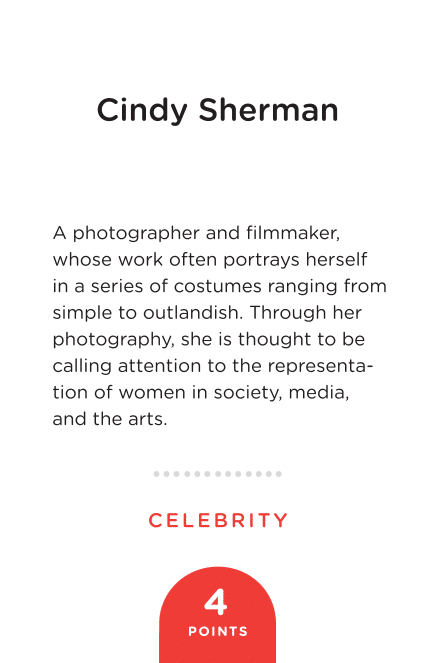 Cindy Sherman
A photographer and filmmaker,
whose work often portrays herself
in a series of costumes ranging from
simple to outlandish. Through her
photography, she is thought to be
calling attention to the representa-
tion of women in society, media,
and the arts.
CELEBRITY
4
POINTS